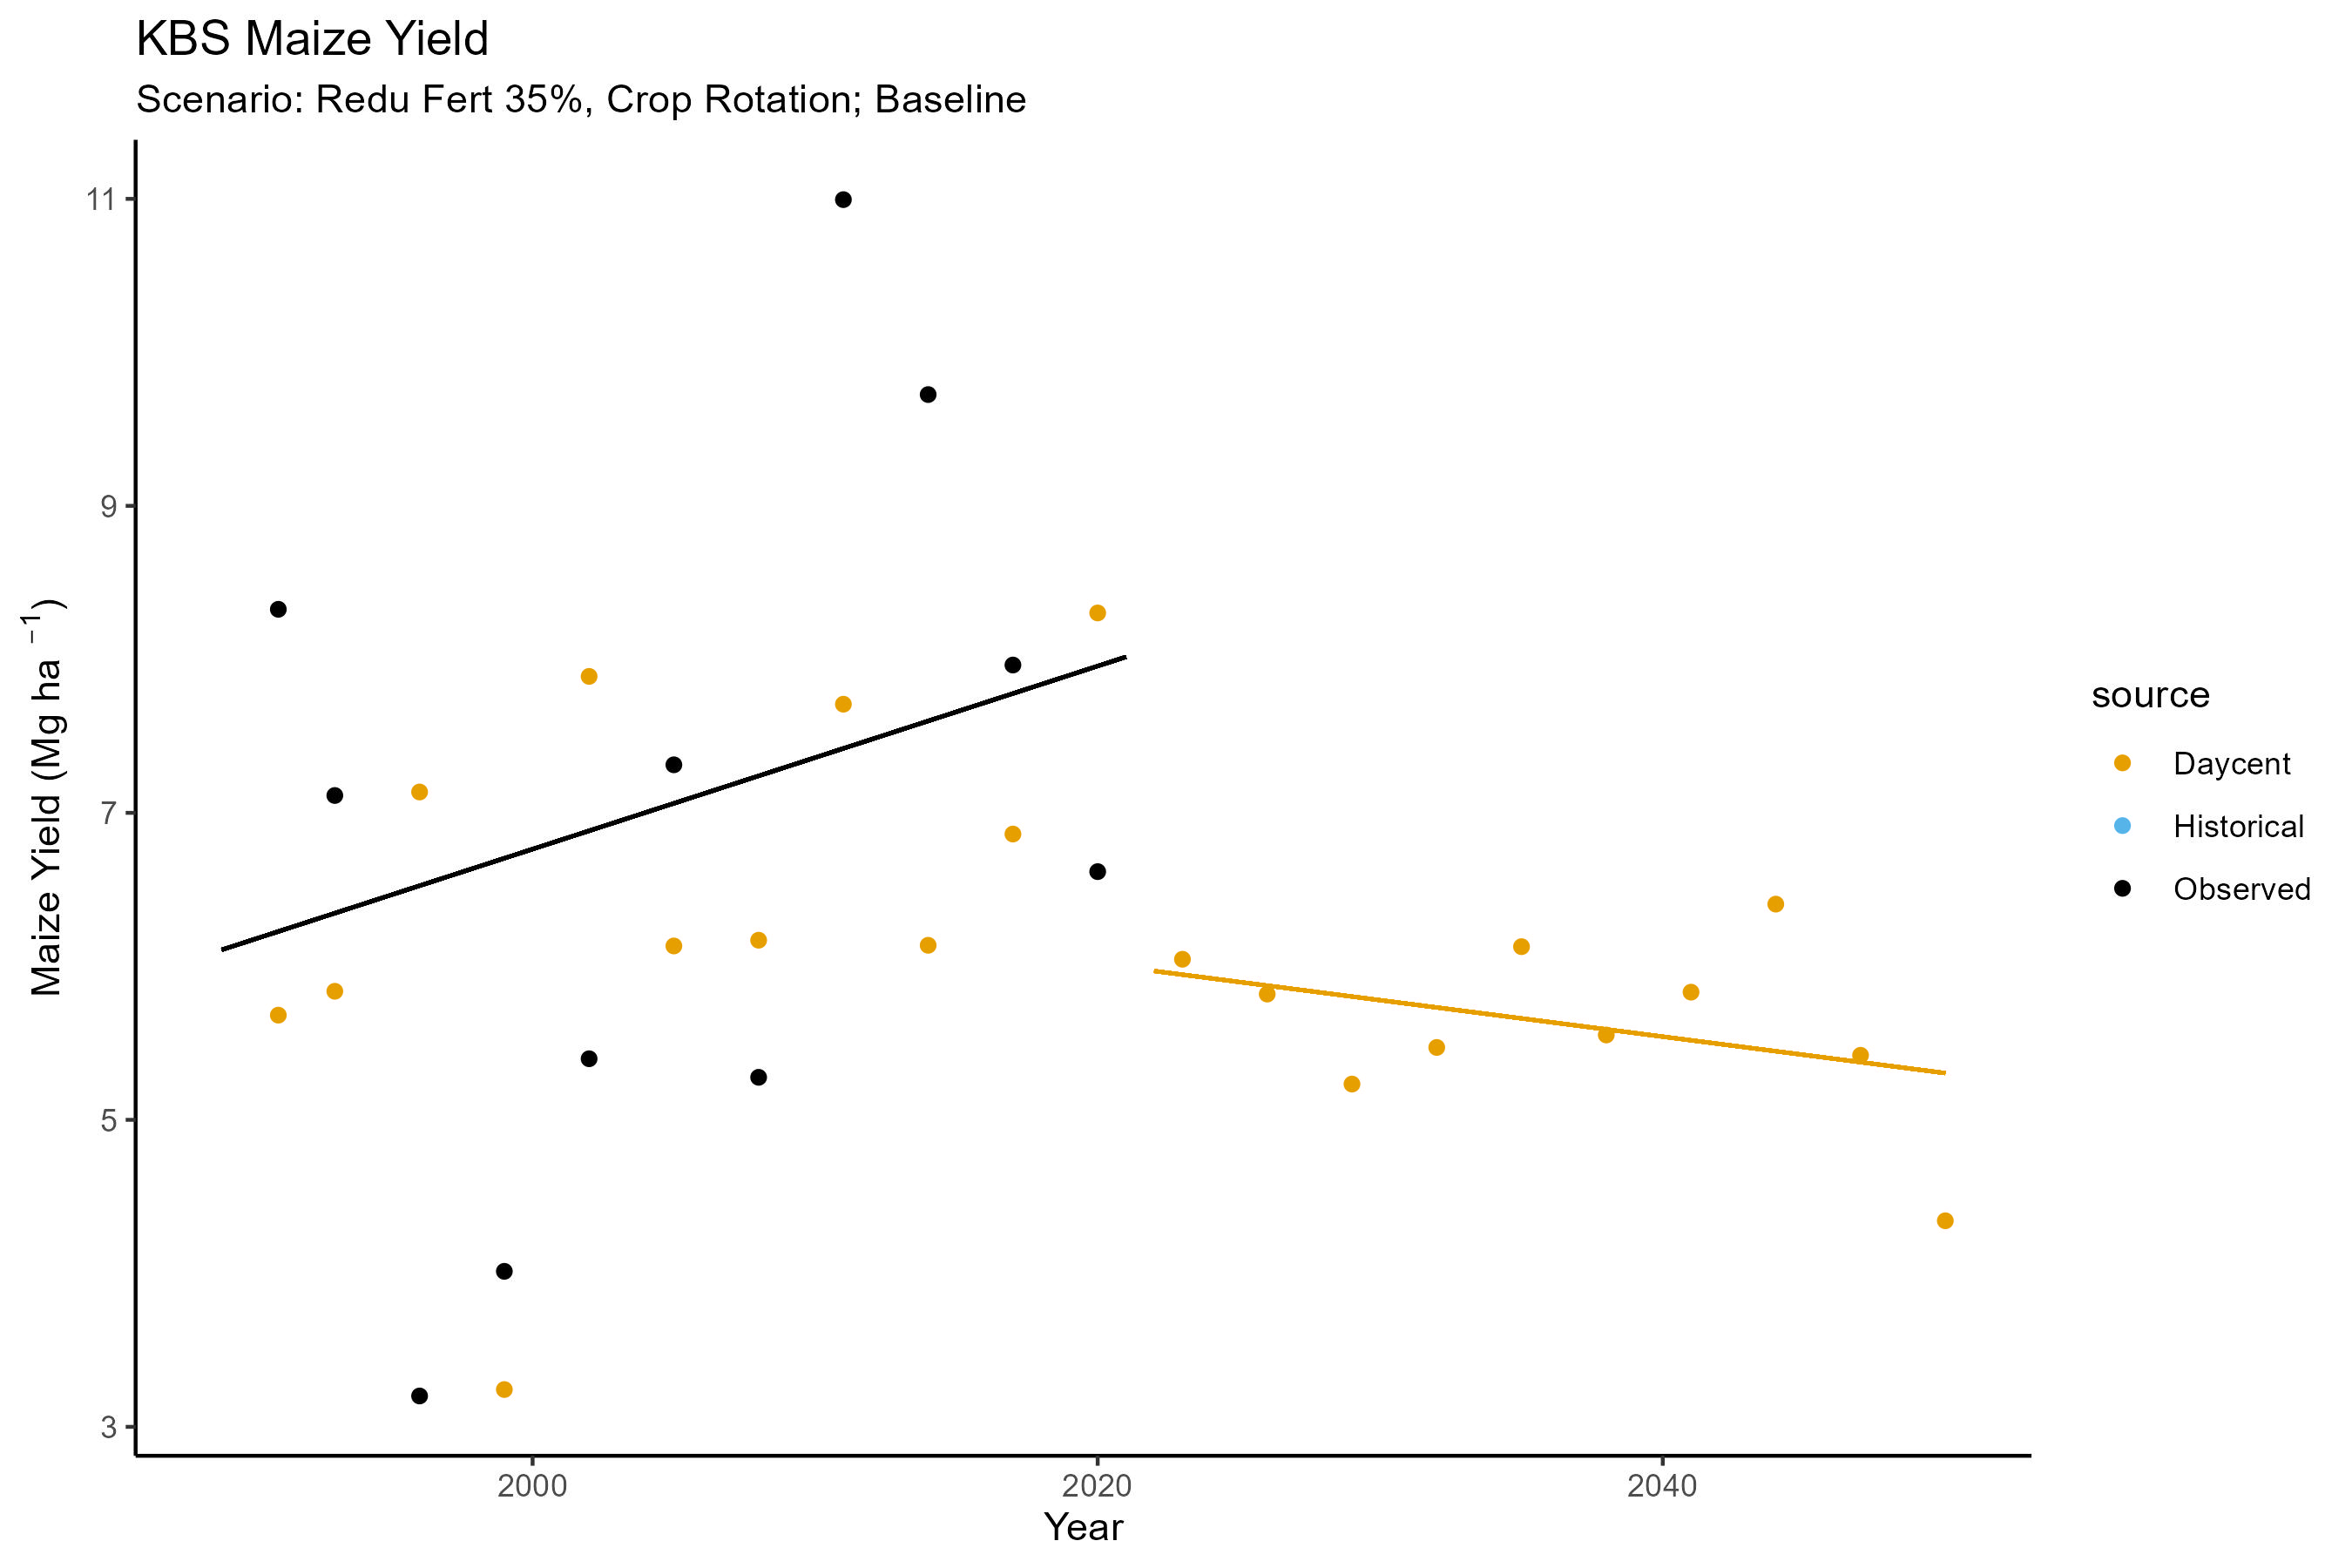 KBS Maize Yield
Scenario: Redu Fert 35%, Crop Rotation; Baseline
11
9
7
5
3
Maize Yield (Mg ha⁻¹)
2000
2020
2040
Year
source
Daycent
Historical
Observed